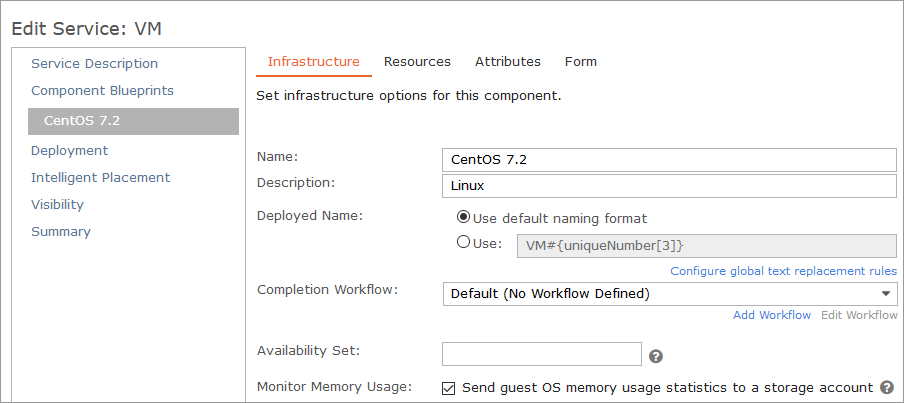 Edit Service: VM
Service Description
Component Blueprints
CentOS 7.2
Deployment
Intelligent Placement
Visibility
Summary
Infrastructure Resources Attributes Form
Set infrastructure options for this component.
Name: CentOS 7.2
Description: Linux
Deployed Name: Use default naming format
Use: VM#{uniqueNumber[3]}
Configure global text replacement rules
Completion Workflow: Default (No Workflow Defined)
Add Workflow Edit Workflow
Availability Set: ?
Monitor Memory Usage: Send guest OS memory usage statistics to a storage account ?